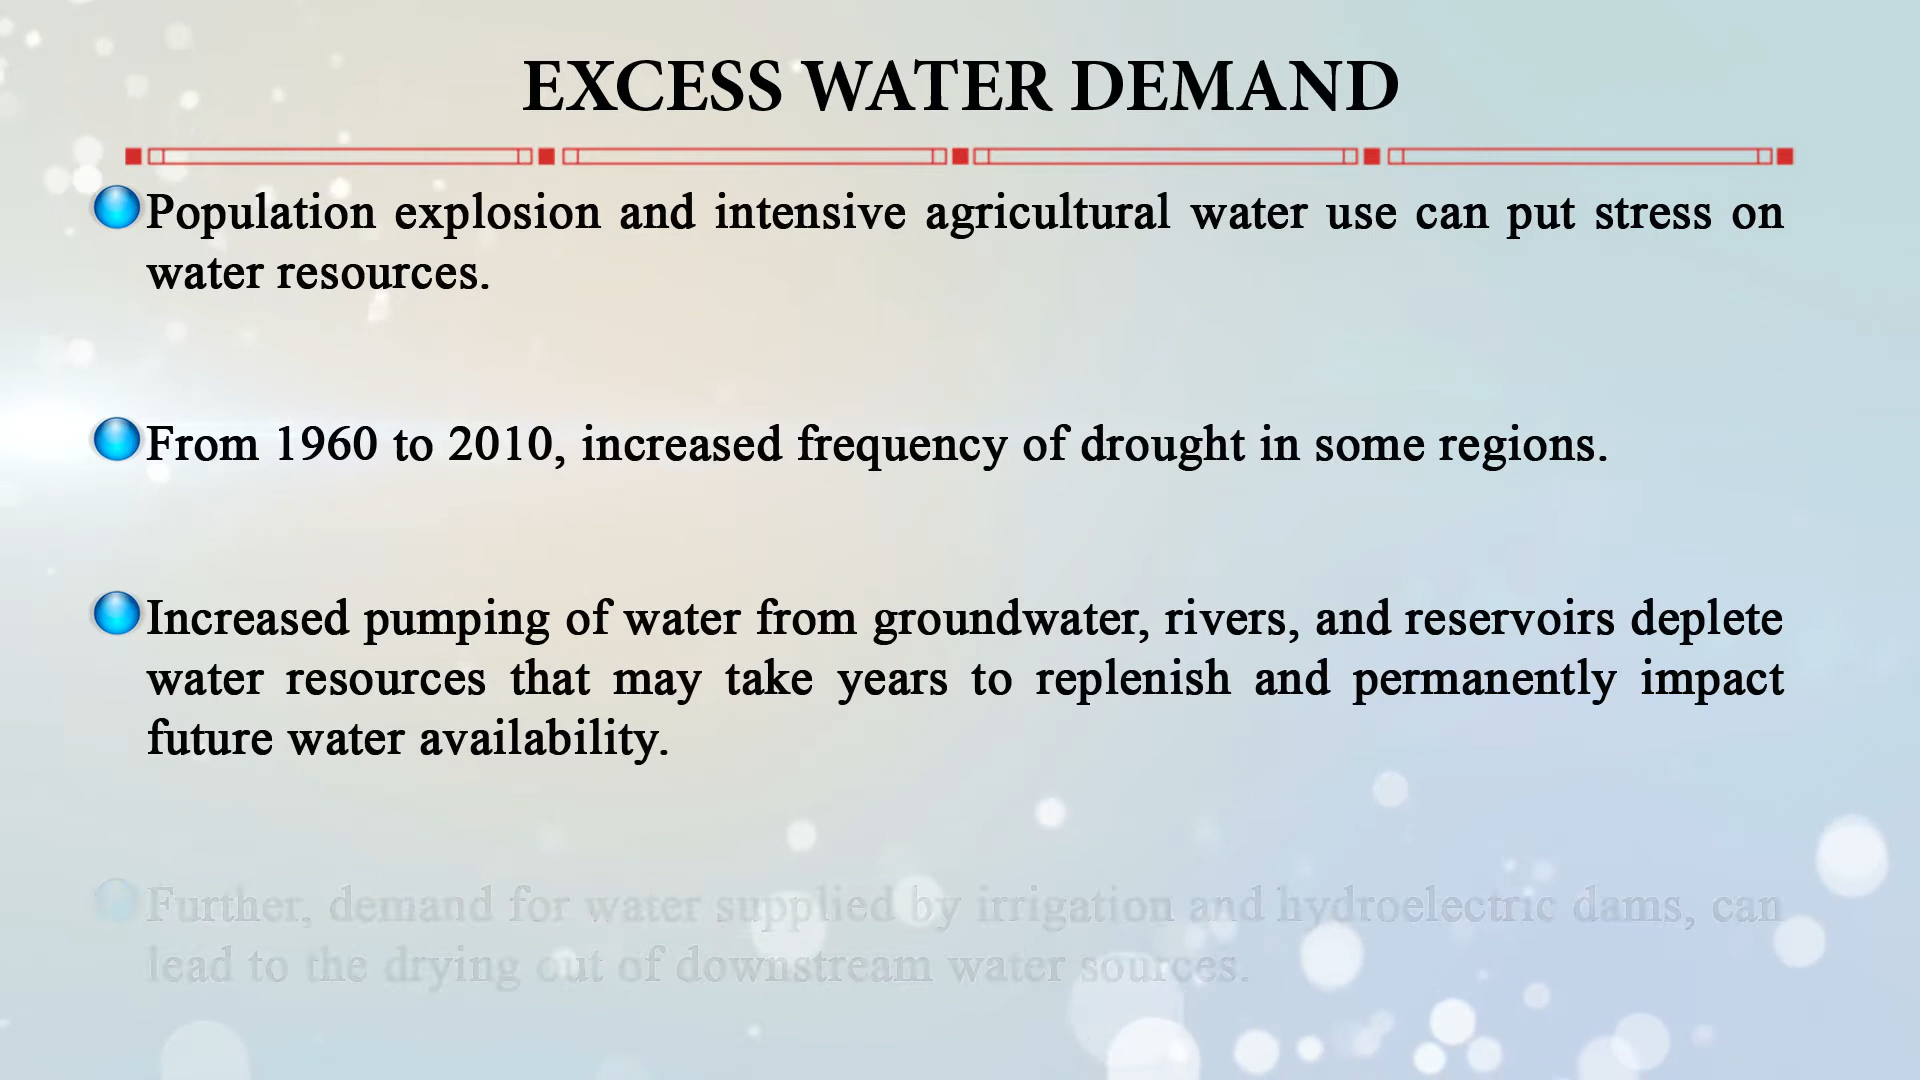 EXCESS WATER DEMAND
Population explosion and intensive agricultural water use can put stress on
water resources.
From 1960 to 2010, increased frequency of drought in some regions.
Increased pumping of water from groundwater, rivers, and reservoirs deplete
water resources that may take years to replenish and permanently impact
future water availability.
Further, demand for water supplied by irrigation and hydroelectric dams, can
lead to the drying out of downstream water sources.